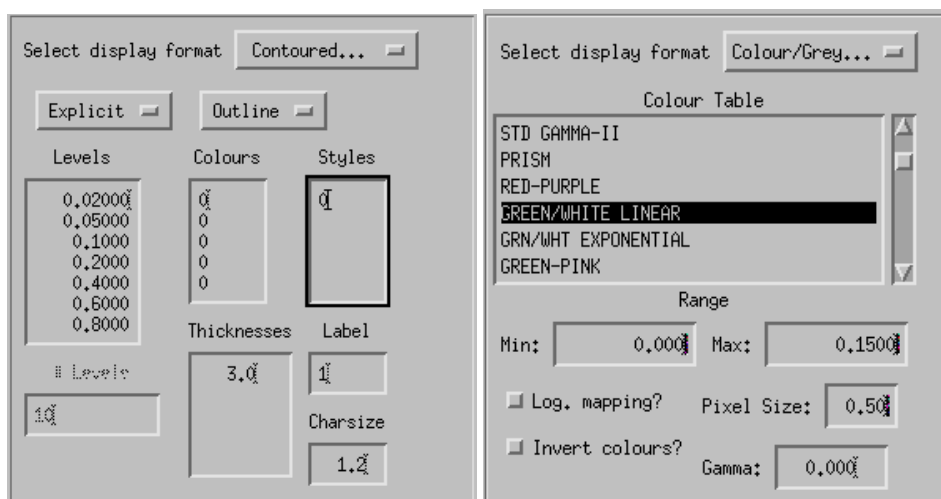 Select display format Contoured...
Explicit Outline
Levels Colours Styles
0.02000 0 0
0.05000 0
0.1000 0
0.2000 0
0.4000 0
0.6000
0.8000
Thicknesses Label
# Levels 3.0 1
10
Charsize
1.2
Select display format Colour/Grey...
Colour Table
STD GAMMA-II
PRISM
RED-PURPLE
GREEN/WHITE LINEAR
GRN/WHT EXPONENTIAL
GREEN-PINK
Range
Min: 0.000 Max: 0.1500
Log. mapping? Pixel Size: 0.50
Invert colours?
Gamma: 0.000